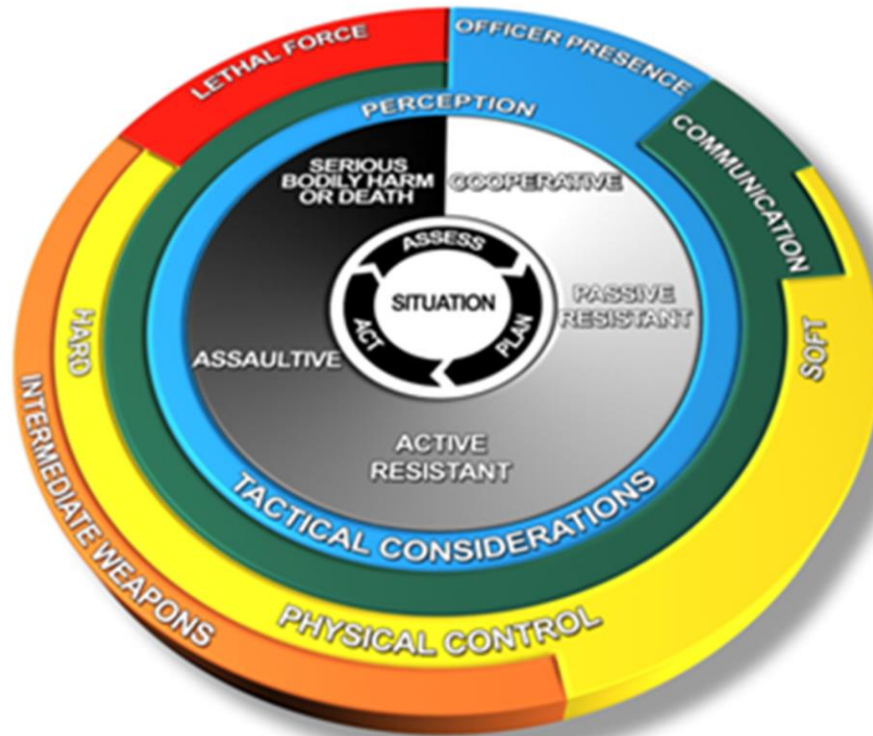 LETHAL FORCE
OFFICER PRESENCE
COMMUNICATION
PERCEPTION
SERIOUS
BODILY HARM
OR DEATH
COOPERATIVE
ASSESS
SITUATION
PLAN
ACT
PASSIVE
RESISTANT
ASSAULTIVE
ACTIVE
RESISTANT
HARD
SOFT
TACTICAL CONSIDERATIONS
INTERMEDIATE WEAPONS
PHYSICAL CONTROL